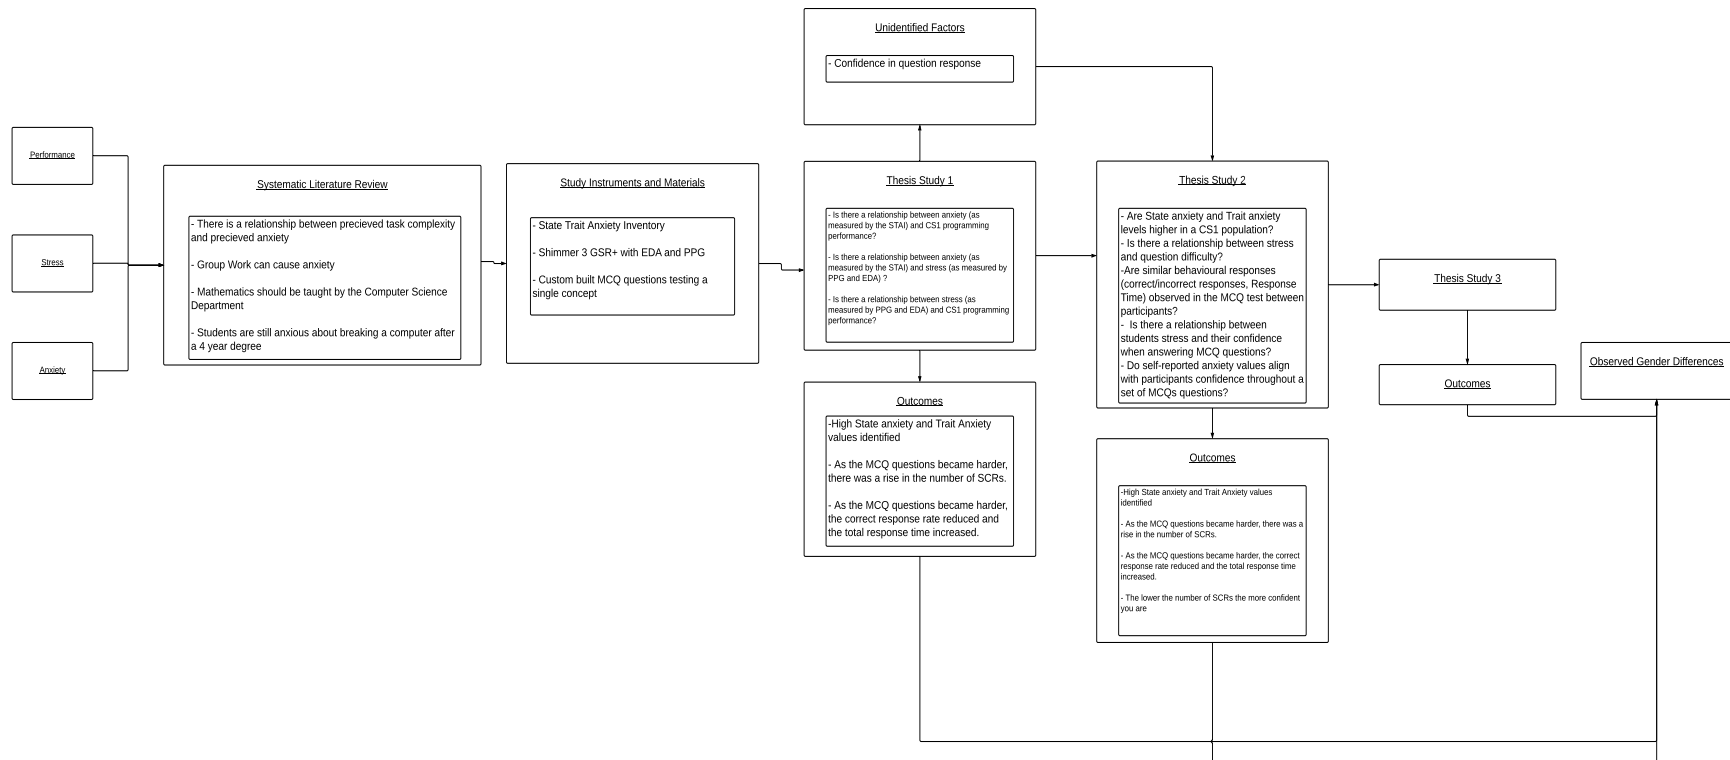 Performance
Stress
Anxiety
Systematic Literature Review
- There is a relationship between precieved task complexity
and precieved anxiety
- Group Work can cause anxiety
- Mathematics should be taught by the Computer Science
Department
- Students are still anxious about breaking a computer after
a 4 year degree
Study Instruments and Materials
- State Trait Anxiety Inventory
- Shimmer 3 GSR+ with EDA and PPG
- Custom built MCQ questions testing a
single concept
Unidentified Factors
- Confidence in question response
Thesis Study 1
- Is there a relationship between anxiety (as
measured by the STAI) and CS1 programming
performance?
- Is there a relationship between anxiety (as
measured by the STAI) and stress (as measured by
PPG and EDA) ?
- Is there a relationship between stress (as
measured by PPG and EDA) and CS1 programming
performance?
Outcomes
-High State anxiety and Trait Anxiety
values identified
- As the MCQ questions became harder,
there was a rise in the number of SCRs.
- As the MCQ questions became harder,
the correct response rate reduced and
the total response time increased.
Thesis Study 2
- Are State anxiety and Trait anxiety
levels higher in a CS1 population?
- Is there a relationship between stress
and question difficulty?
-Are similar behavioural responses
(correct/incorrect responses, Response
Time) observed in the MCQ test between
participants?
-  Is there a relationship between
students stress and their confidence
when answering MCQ questions?
- Do self-reported anxiety values align
with participants confidence throughout a
set of MCQs questions?
Outcomes
-High State anxiety and Trait Anxiety values
identified
- As the MCQ questions became harder, there was a
rise in the number of SCRs.
- As the MCQ questions became harder, the correct
response rate reduced and the total response time
increased.
- The lower the number of SCRs the more confident
you are
Thesis Study 3
Outcomes
Observed Gender Differences